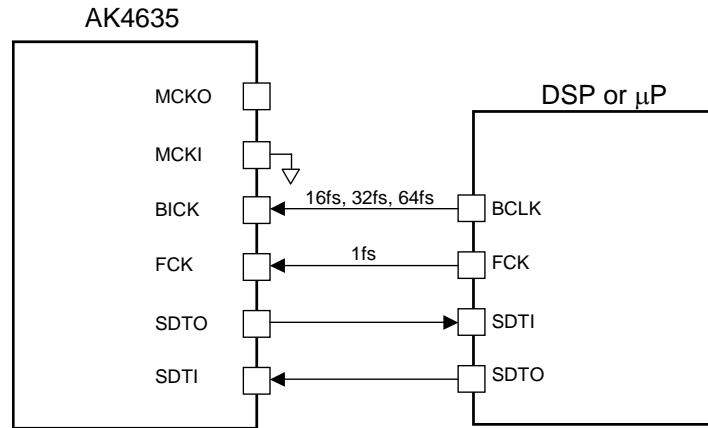 AK4635
DSP or μP
MCKO
MCKI
BICK
16fs, 32fs, 64fs
BCLK
FCK
1fs
FCK
SDTO
SDTI
SDTI
SDTO